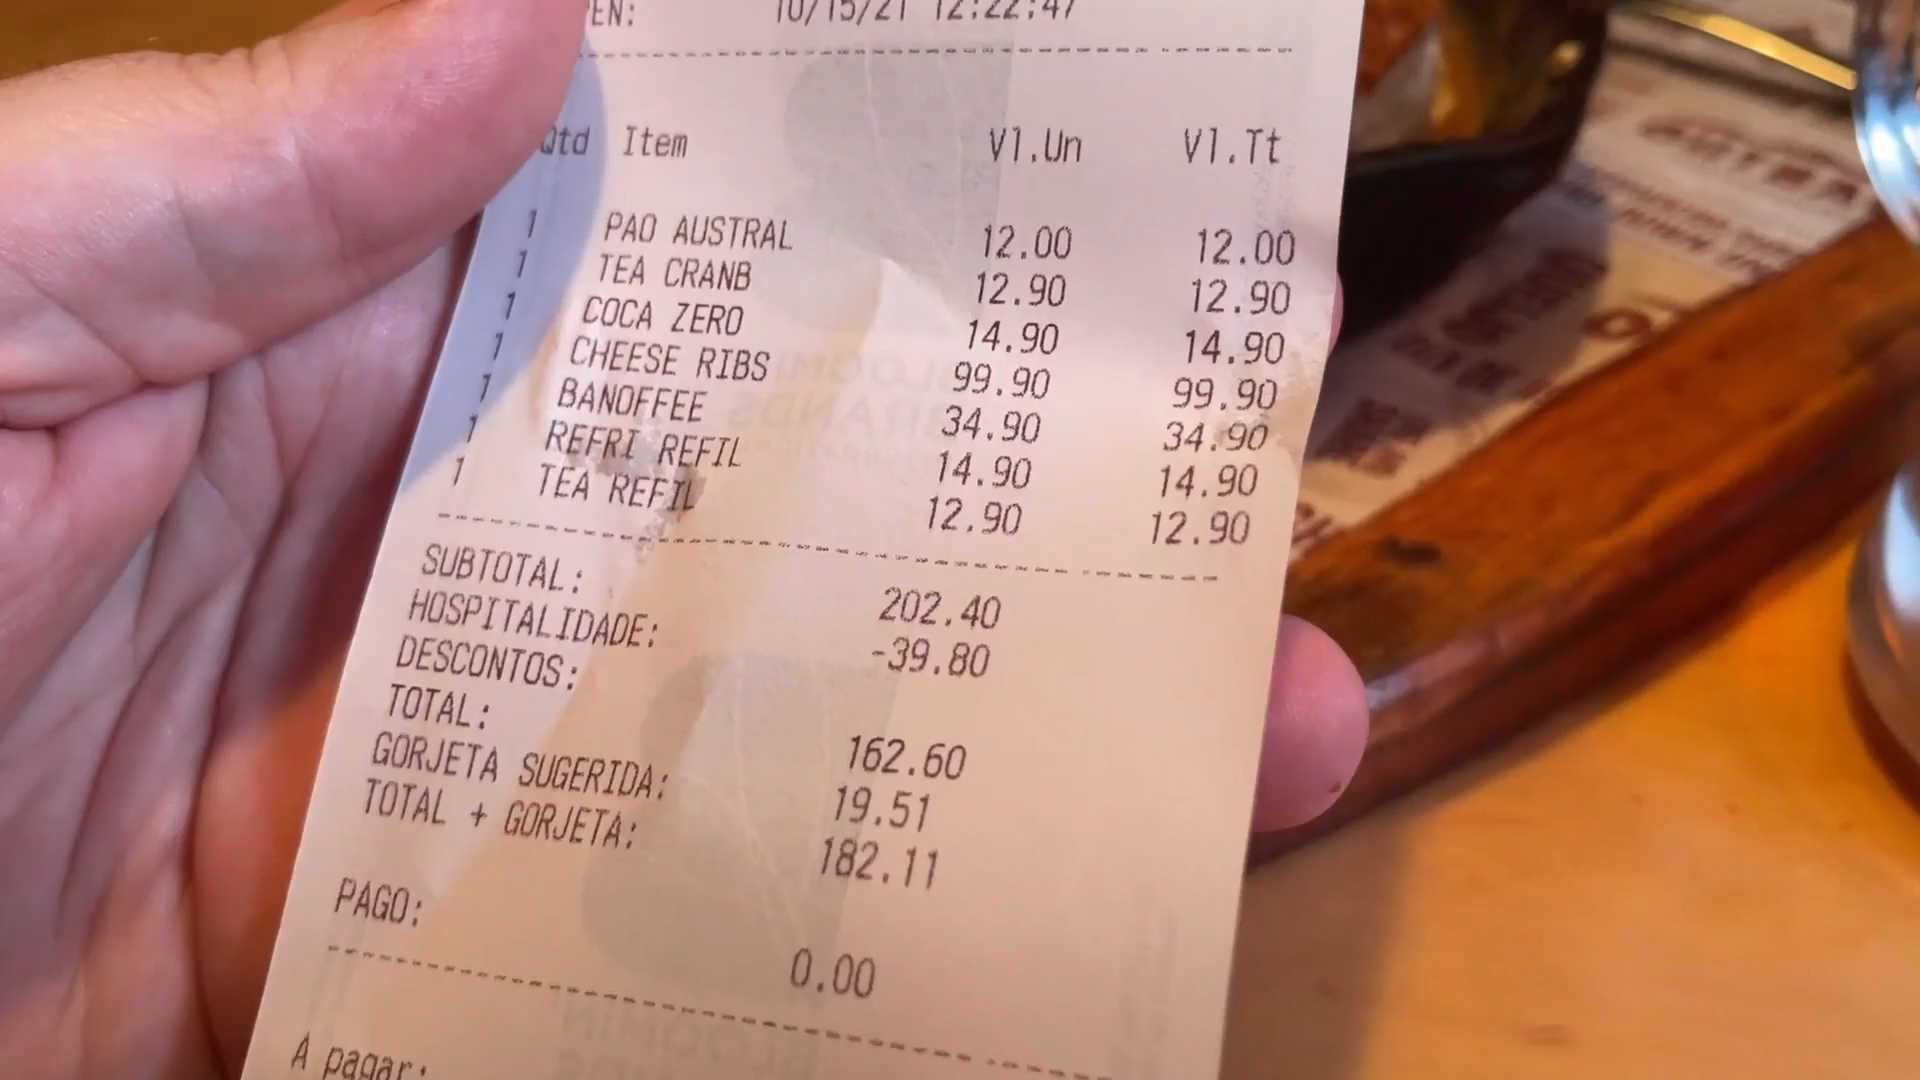 PEN: 10/15/21 12:22:47
Qtd Item Vl.Un Vl.Tt
1 PAO AUSTRAL 12.00 12.00
1 TEA CRANB 12.90 12.90
1 COCA ZERO 14.90 14.90
1 CHEESE RIBS 99.90 99.90
1 BANOFFEE 34.90 34.90
1 REFRI REFIL 14.90 14.90
1 TEA REFIL 12.90 12.90
SUBTOTAL: 202.40
HOSPITALIDADE: -39.80
DESCONTOS:
TOTAL: 162.60
GORJETA SUGERIDA: 19.51
TOTAL + GORJETA: 182.11
PAGO: 0.00
A pagar: